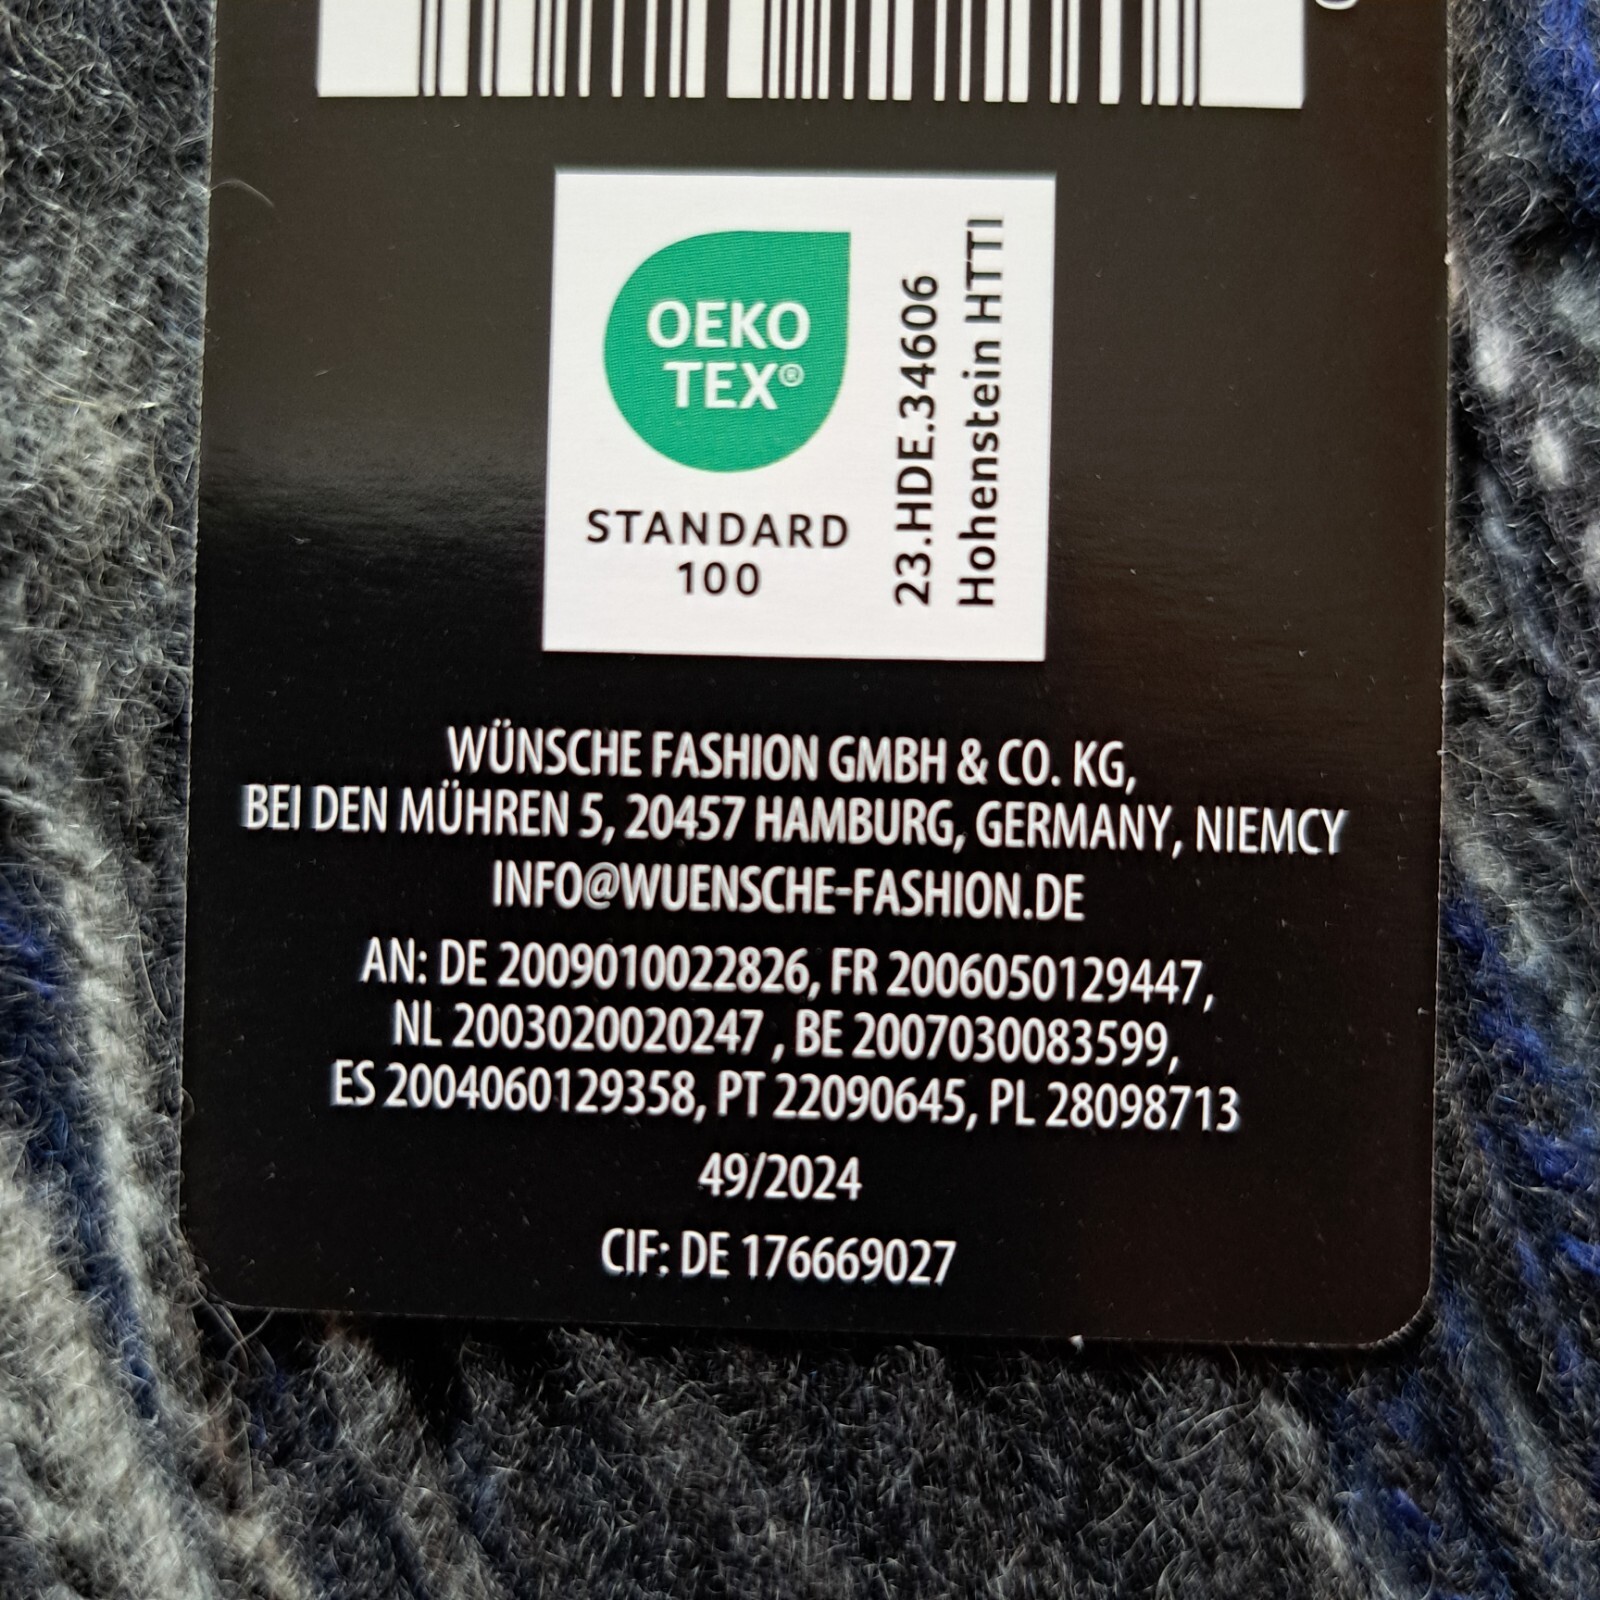 OEKO
TEX®
STANDARD
100
23.HDE.34606
Hohenstein HTTI
WÜNSCHE FASHION GMBH & CO. KG,
BEI DEN MÜHREN 5, 20457 HAMBURG, GERMANY, NIEMCY
INFO@WUENSCHE-FASHION.DE
AN: DE 2009010022826, FR 2006050129447,
NL 2003020020247 , BE 2007030083599,
ES 2004060129358, PT 22090645, PL 28098713
49/2024
CIF: DE 176669027